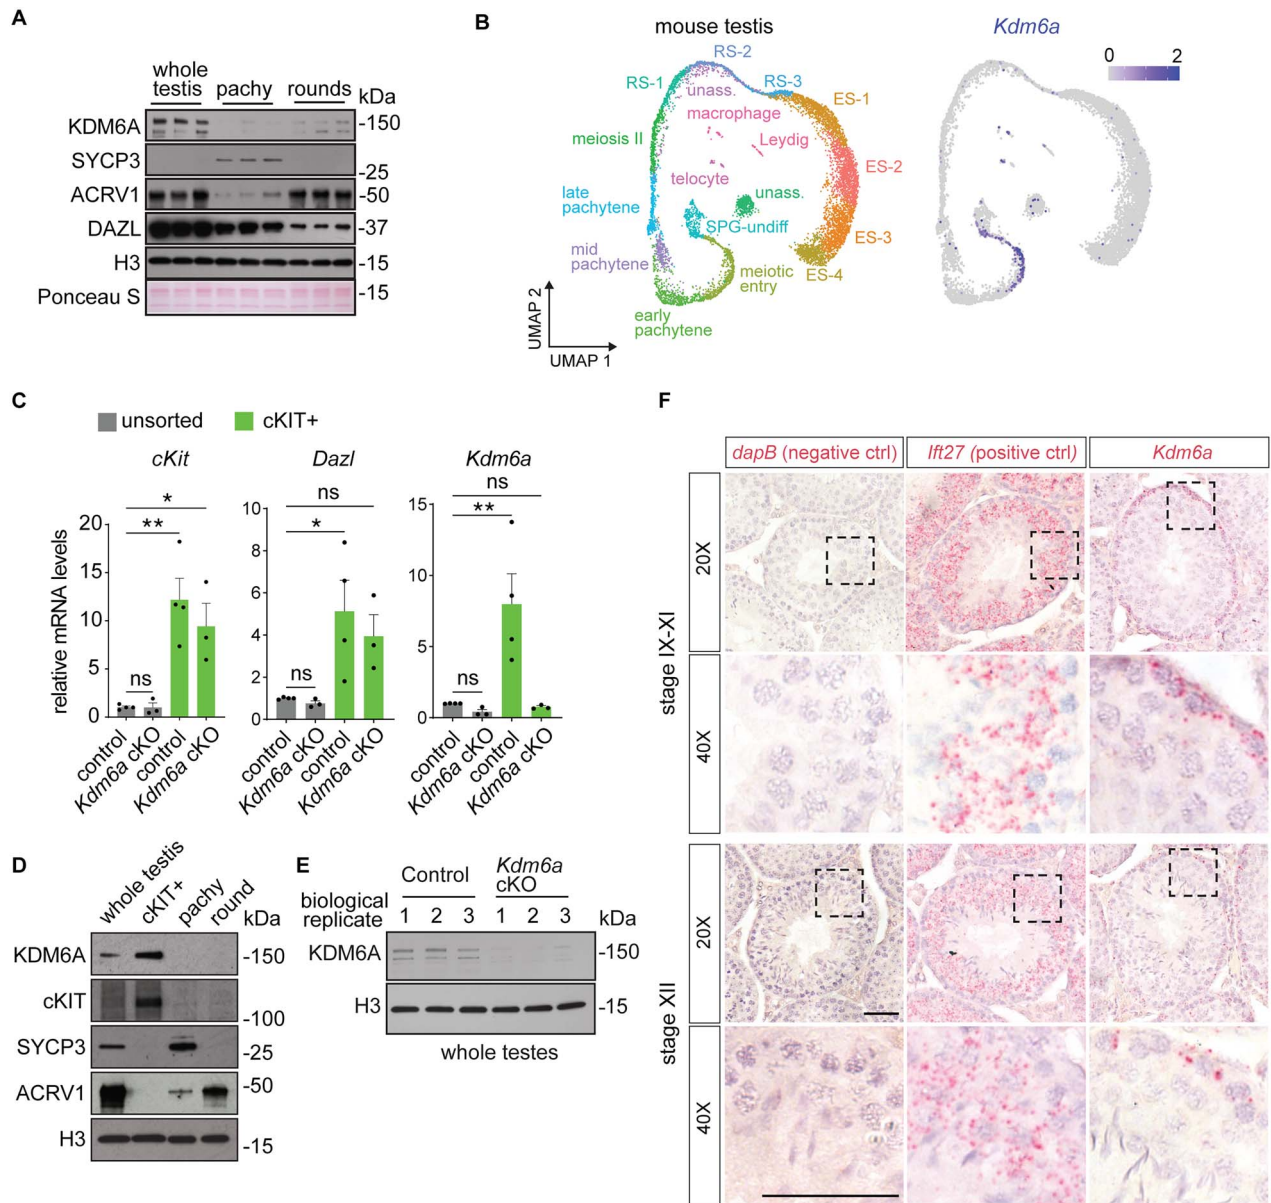 A
whole
testis
pachy
rounds
kDa
KDM6A
-150
SYCP3
-25
ACRV1
-50
DAZL
-37
H3
-15
Ponceau S
-15
B
mouse testis
Kdm6a
0
2
RS-2
RS-1
unass.
RS-3
ES-1
macrophage
meiosis II
Leydig
ES-2
telocyte
late
pachytene
unass.
SPG-undiff
ES-3
mid
pachytene
meiotic
entry
ES-4
early
pachytene
UMAP 2
UMAP 1
C
unsorted
cKIT+
cKit
Dazl
Kdm6a
relative mRNA levels
20
15
10
5
0
*
**
ns
control
Kdm6a cKO
control
Kdm6a cKO
10
8
6
4
2
0
ns
*
ns
control
Kdm6a cKO
control
Kdm6a cKO
15
10
5
0
ns
**
ns
control
Kdm6a cKO
control
Kdm6a cKO
D
whole testis
cKIT+
pachy
round
kDa
KDM6A
-150
cKIT
-100
SYCP3
-25
ACRV1
-50
H3
-15
E
Control
Kdm6a
cKO
biological
replicate
1 2 3 1 2 3
kDa
KDM6A
-150
H3
-15
whole testes
F
dapB (negative ctrl)
Ift27 (positive ctrl)
Kdm6a
stage IX-XI
20X
40X
stage XII
20X
40X